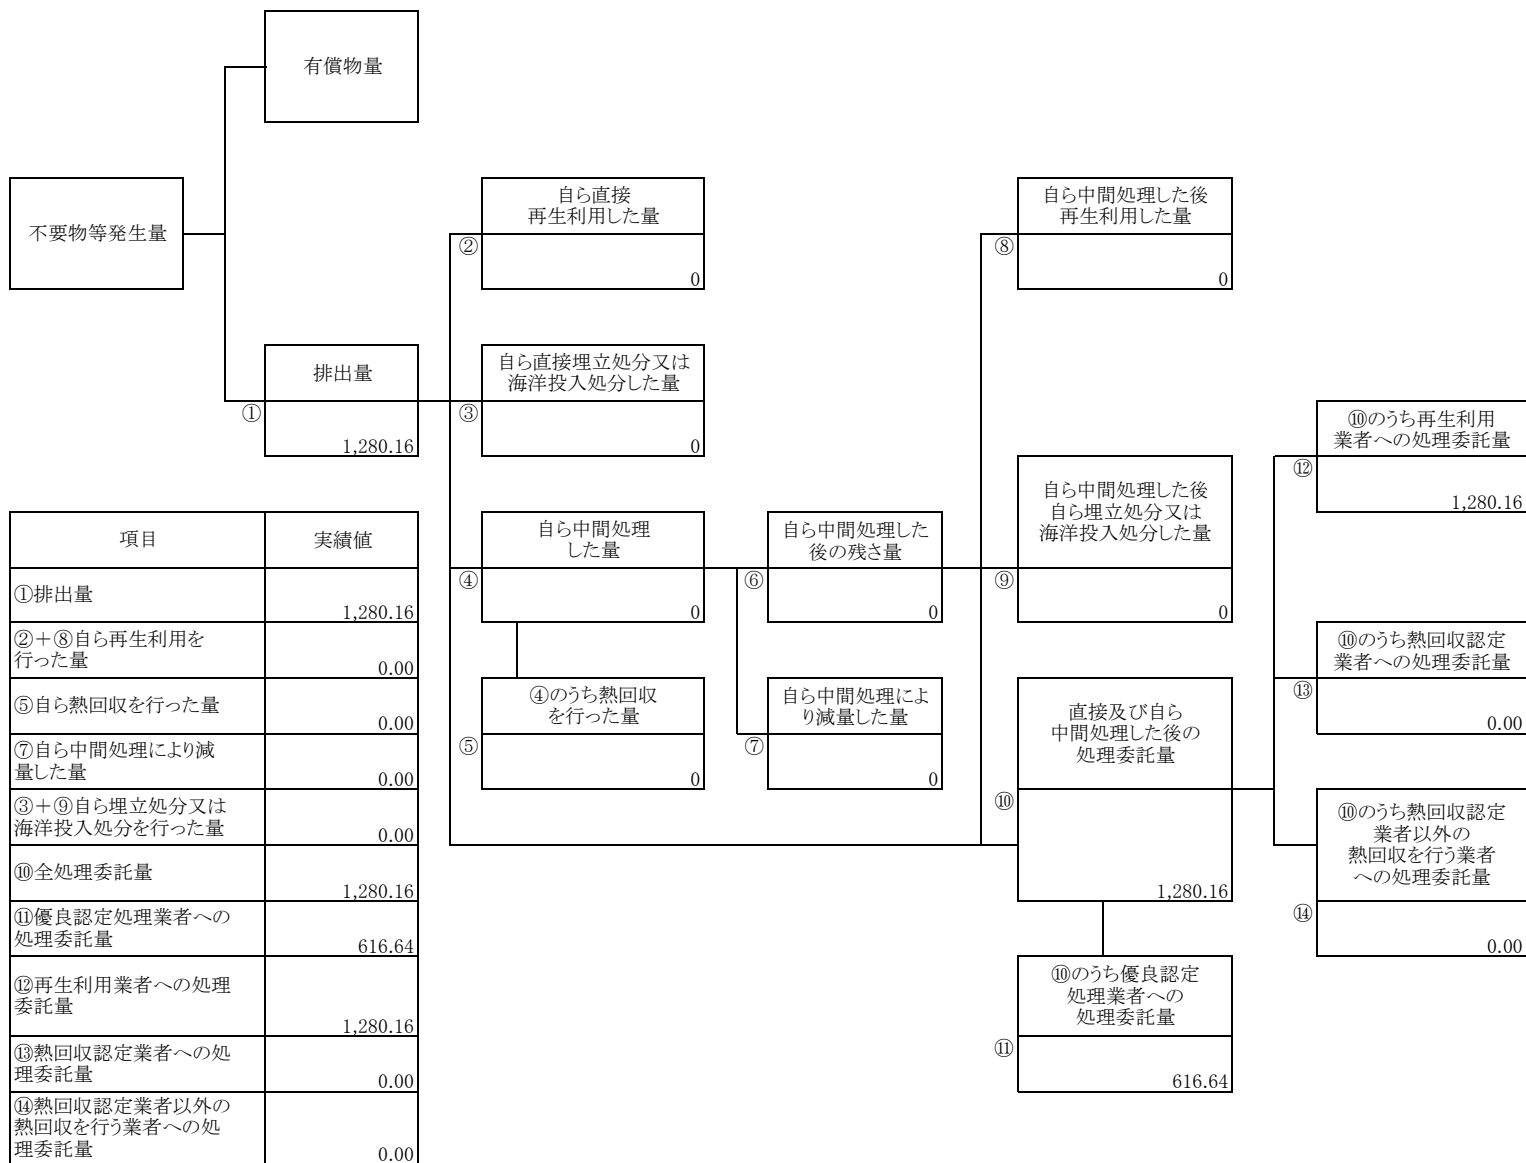 有償物量
不要物等発生量
自ら直接
再生利用した量
②
0
自ら中間処理した後
再生利用した量
⑧
0
排出量
①
1,280.16
自ら直接埋立処分又は
海洋投入処分した量
③
0
自ら中間処理
した量
④
0
自ら中間処理した
後の残さ量
⑥
0
自ら中間処理した後
自ら埋立処分又は
海洋投入処分した量
⑨
0
⑩のうち再生利用
業者への処理委託量
⑫
1,280.16
④のうち熱回収
を行った量
⑤
0
自ら中間処理によ
り減量した量
⑦
0
直接及び自ら
中間処理した後の
処理委託量
⑩
1,280.16
⑩のうち熱回収認定
業者への処理委託量
⑬
0.00
⑩のうち熱回収認定
業者以外の
熱回収を行う業者
への処理委託量
⑭
0.00
⑩のうち優良認定
処理業者への
処理委託量
⑪
616.64
項目 実績値
①排出量
1,280.16
②+⑧自ら再生利用を
行った量
0.00
⑤自ら熱回収を行った量
0.00
⑦自ら中間処理により減
量した量
0.00
③+⑨自ら埋立処分又は
海洋投入処分を行った量
0.00
⑩全処理委託量
1,280.16
⑪優良認定処理業者への
処理委託量
616.64
⑫再生利用業者への処理
委託量
1,280.16
⑬熱回収認定業者への処
理委託量
0.00
⑭熱回収認定業者以外の
熱回収を行う業者への処
理委託量
0.00